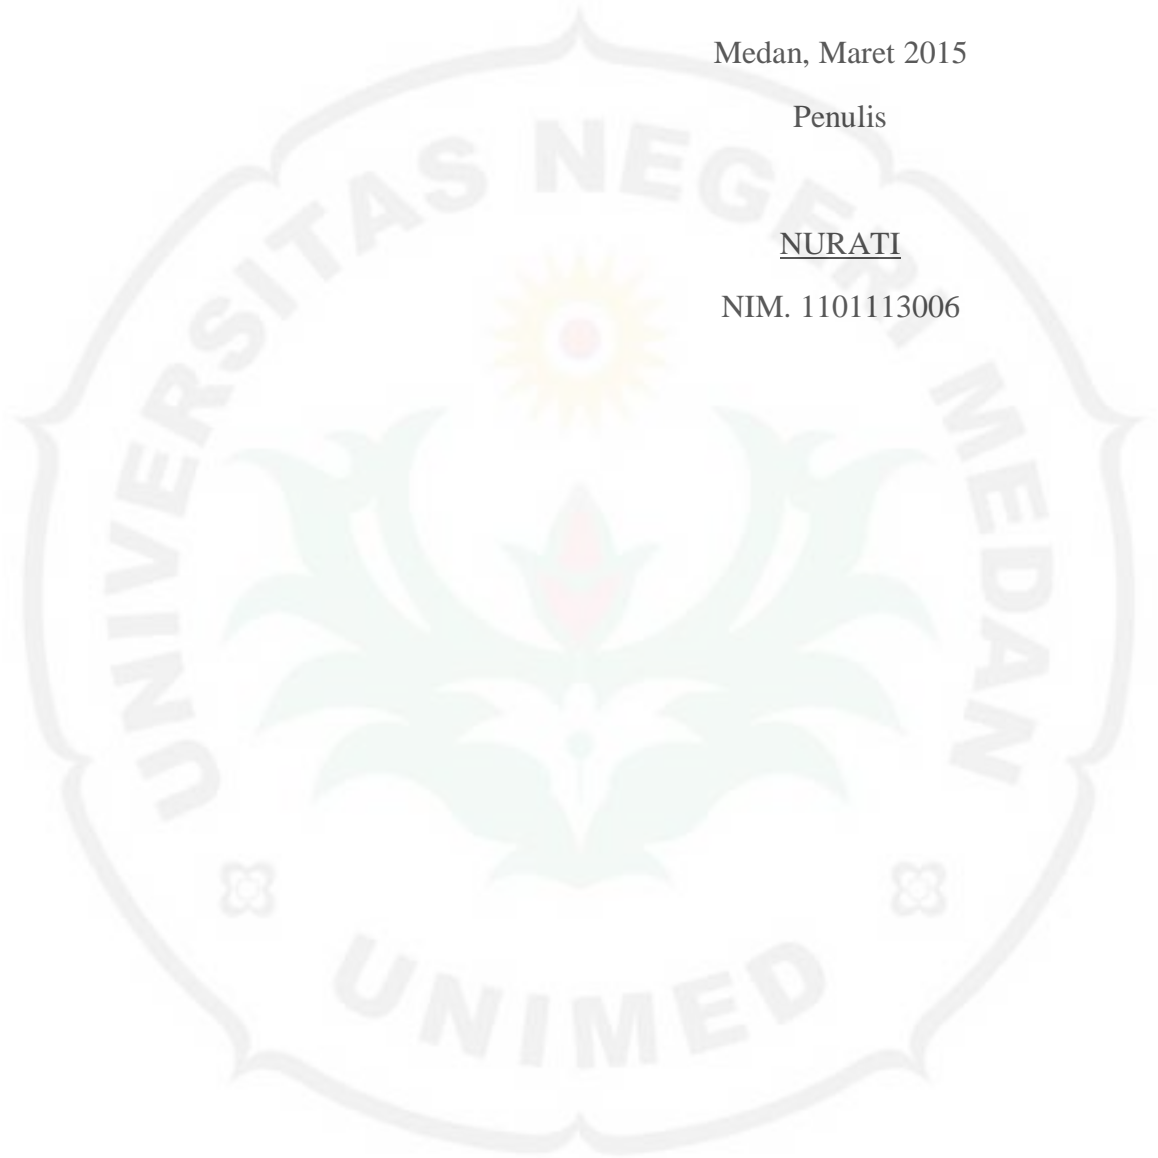 Medan, Maret 2015
Penulis
NURATI
NIM. 1101113006
UNIVERSITAS NEGERI MEDAN
UNIMED